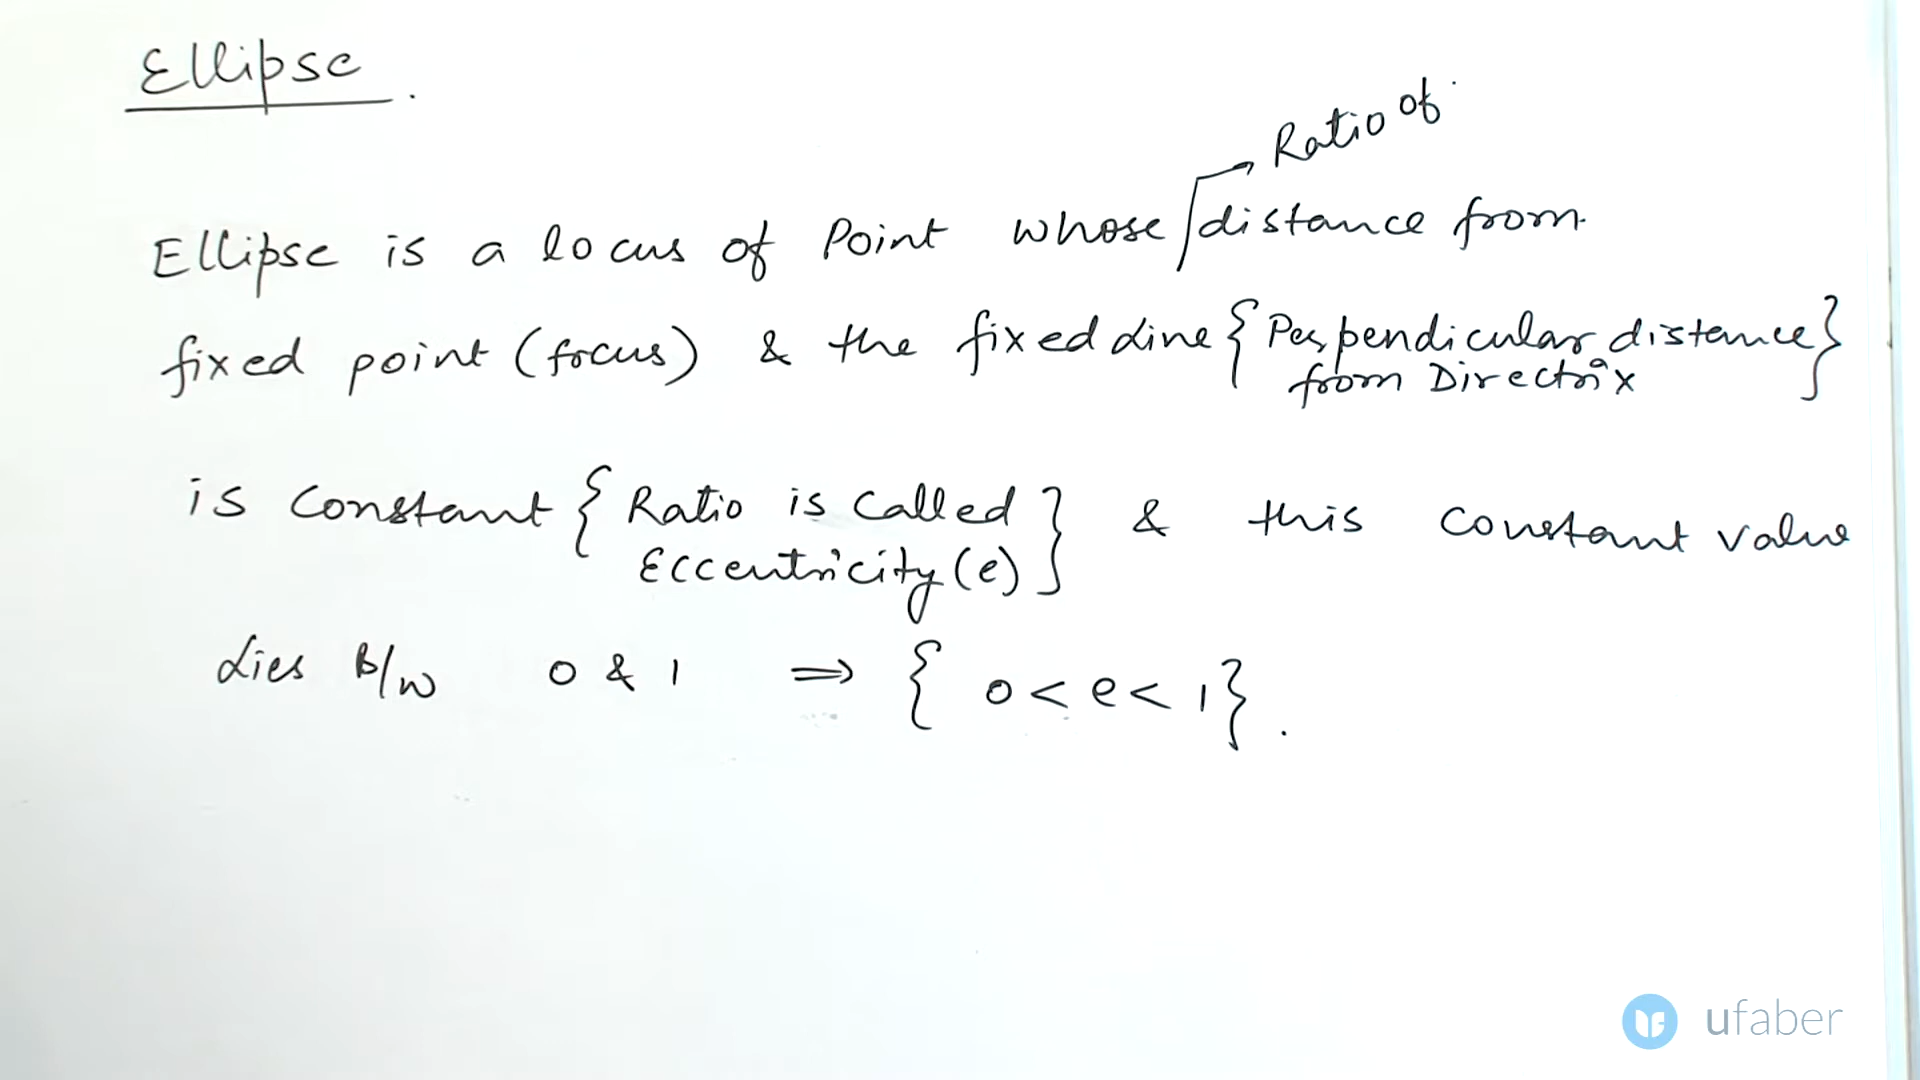 Ellipse.
Ratio of
Ellipse is a locus of Point whose distance from
fixed point (focus) & the fixed Line { Perpendicular distance }
from Directrix
is constant { Ratio is called } & this constant value
Eccentricity (e)
Lies B/w 0 & 1 ⇒ { 0 < e < 1 }.
ufaber